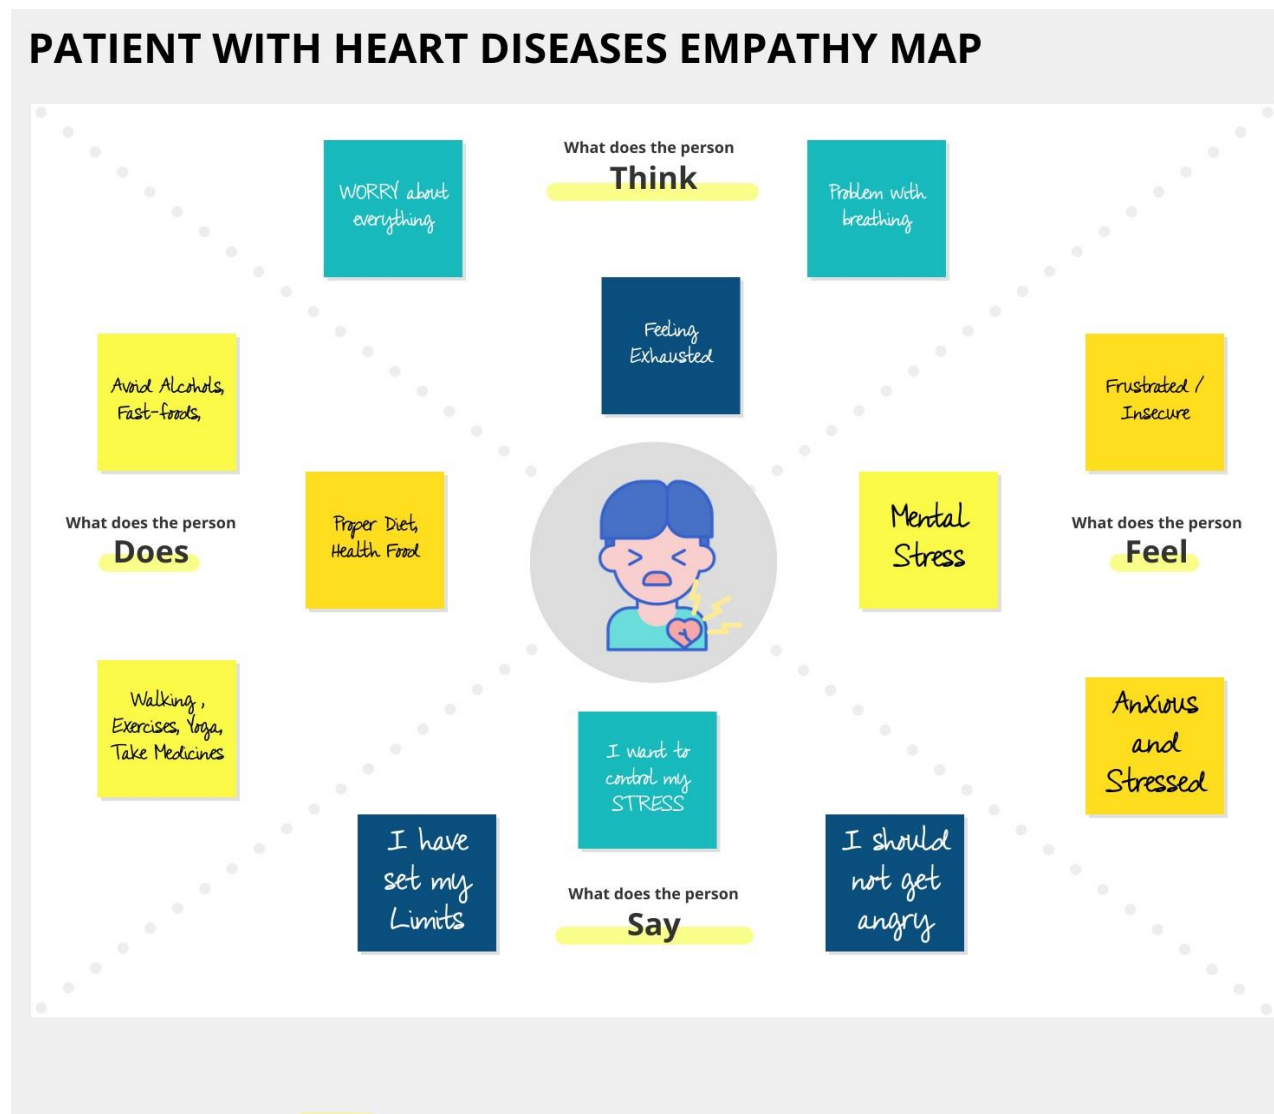 PATIENT WITH HEART DISEASES EMPATHY MAP
What does the person
Think
WORRY about
everything
Problem with
breathing
Feeling
Exhausted
Avoid Alcohols,
Fast-foods,
What does the person
Does
Proper Diet,
Health Food
Walking ,
Exercises, Yoga,
Take Medicines
Frustrated /
Insecure
Mental
Stress
What does the person
Feel
Anxious
and
Stressed
I want to
control my
STRESS
I have
set my
Limits
What does the person
Say
I should
not get
angry